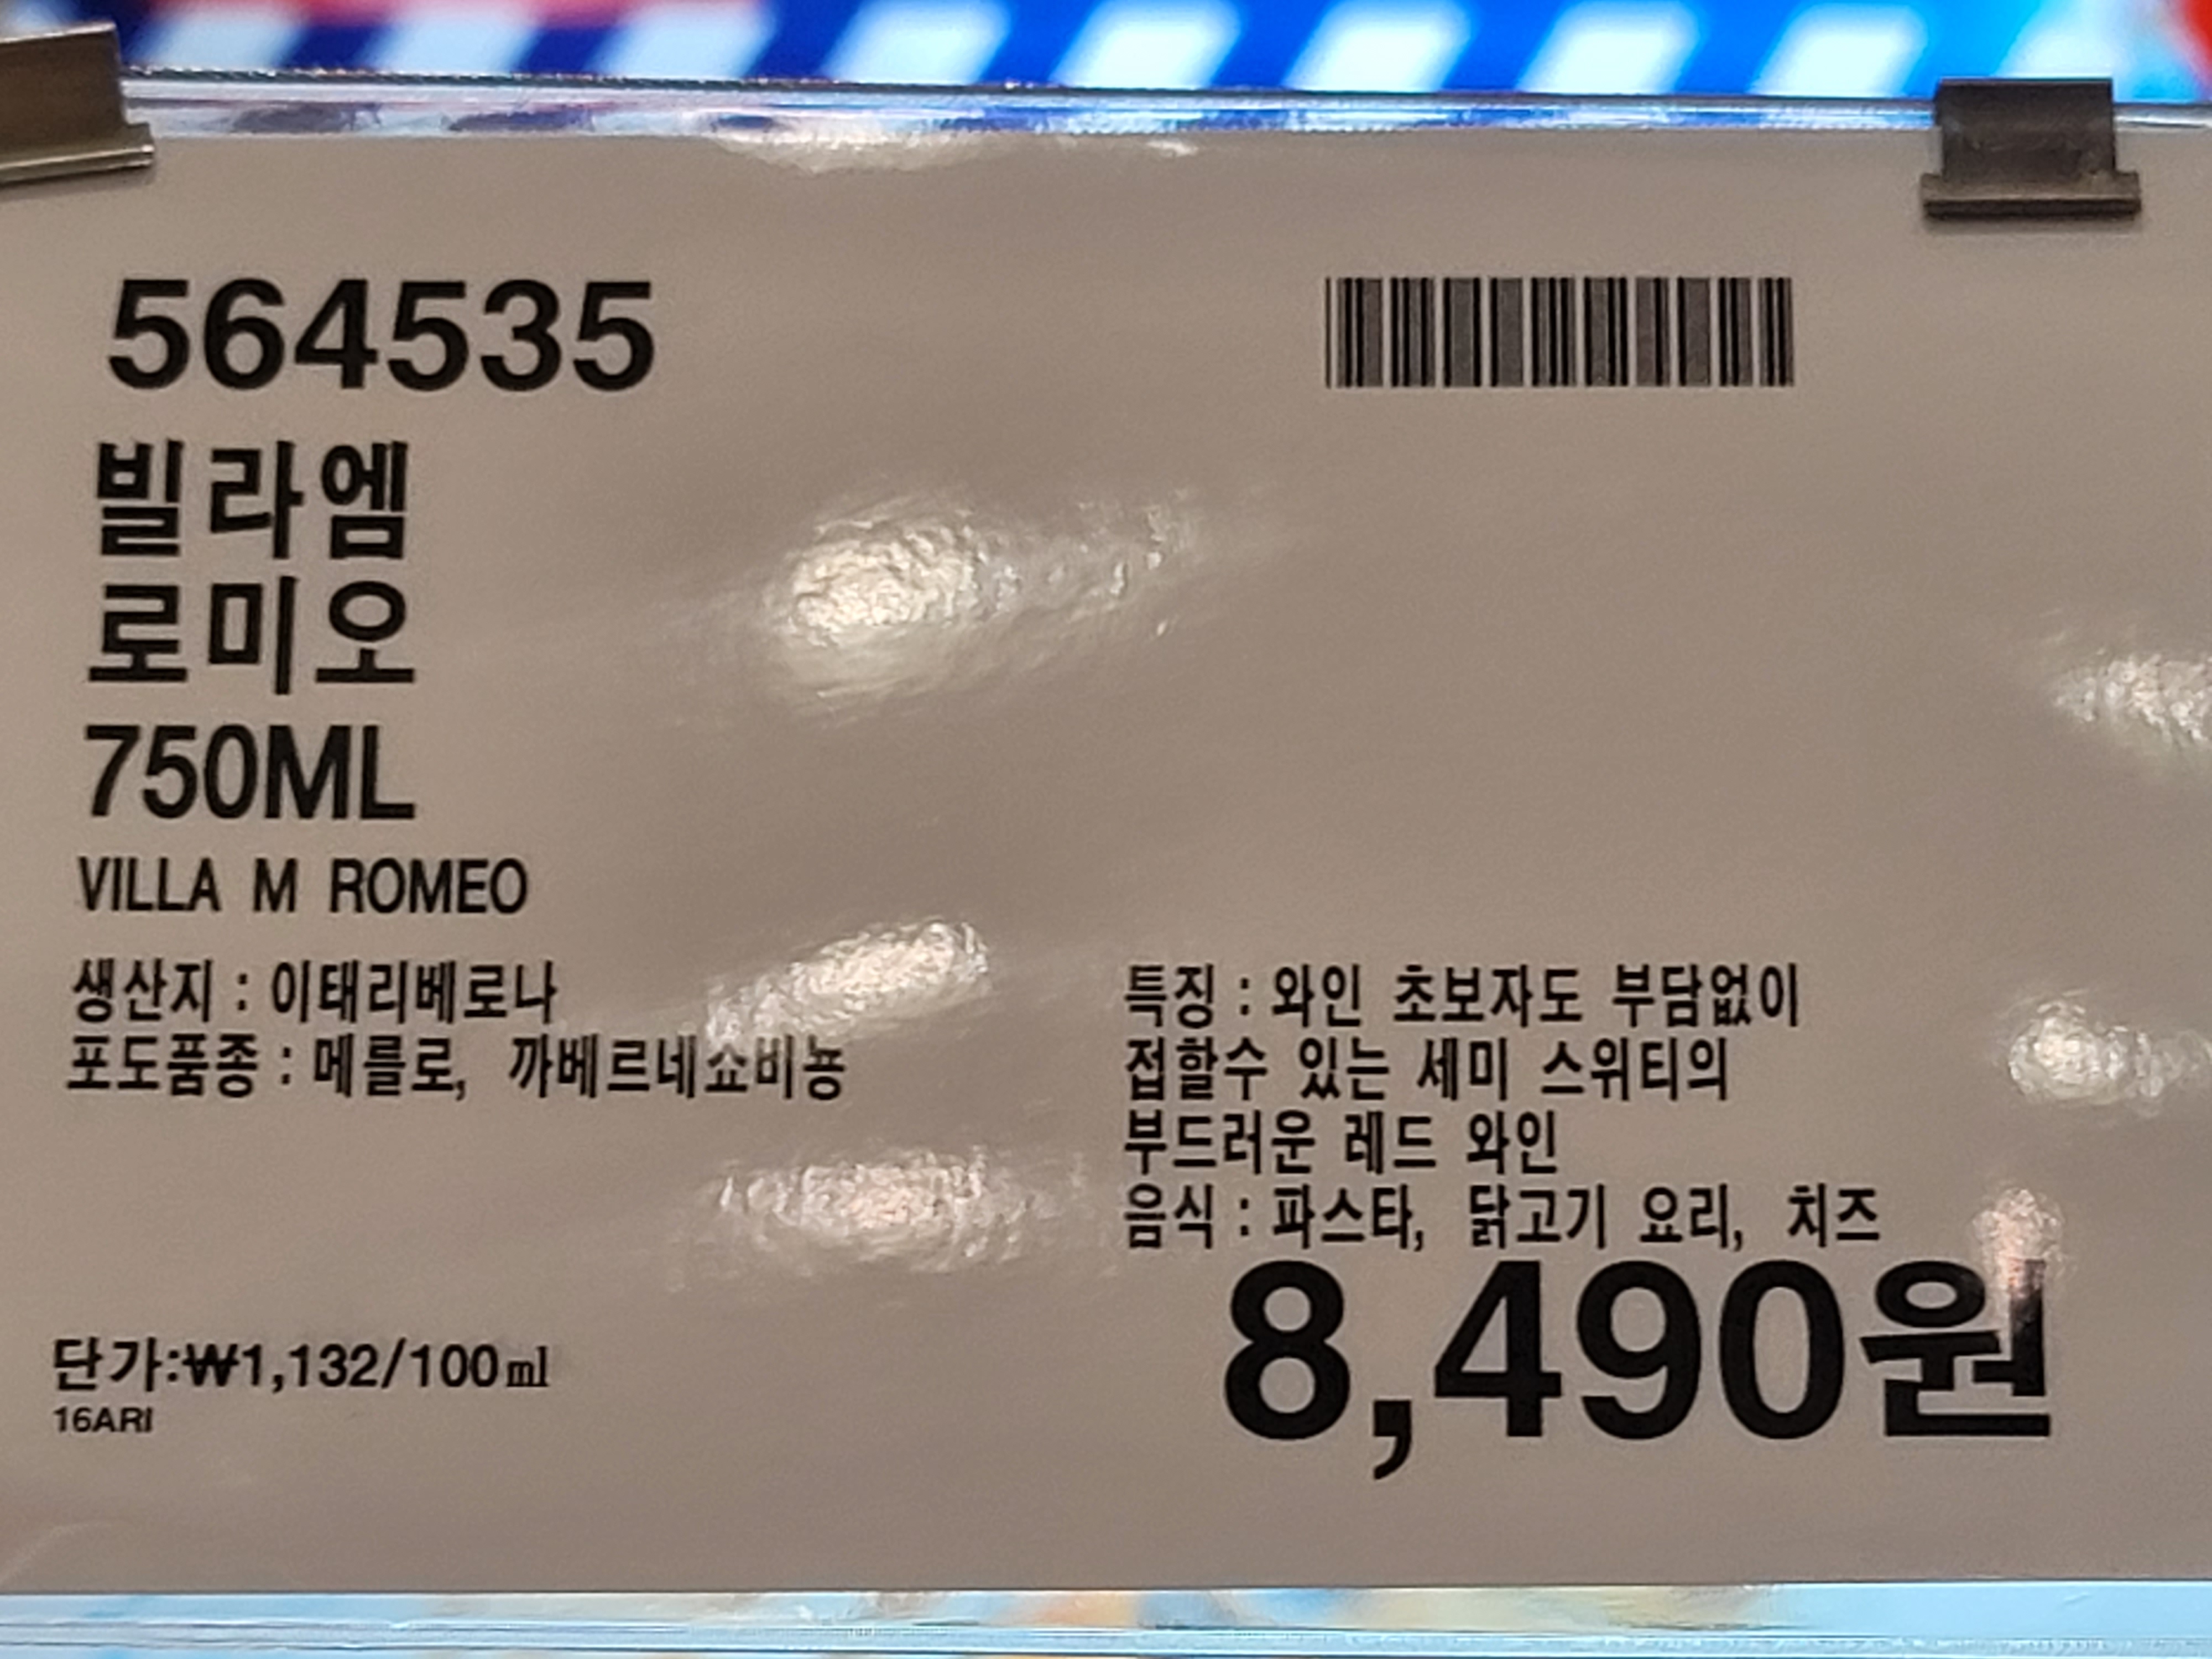 564535
빌라엠
로미오
750ML
VILLA M ROMEO
생산지 : 이태리베로나
포도품종 : 메를로, 까베르네쇼비뇽
특징 : 와인 초보자도 부담없이
접할수 있는 세미 스위티의
부드러운 레드 와인
음식 : 파스타, 닭고기 요리, 치즈
8,490원
단가:₩1,132/100㎖
16ARI